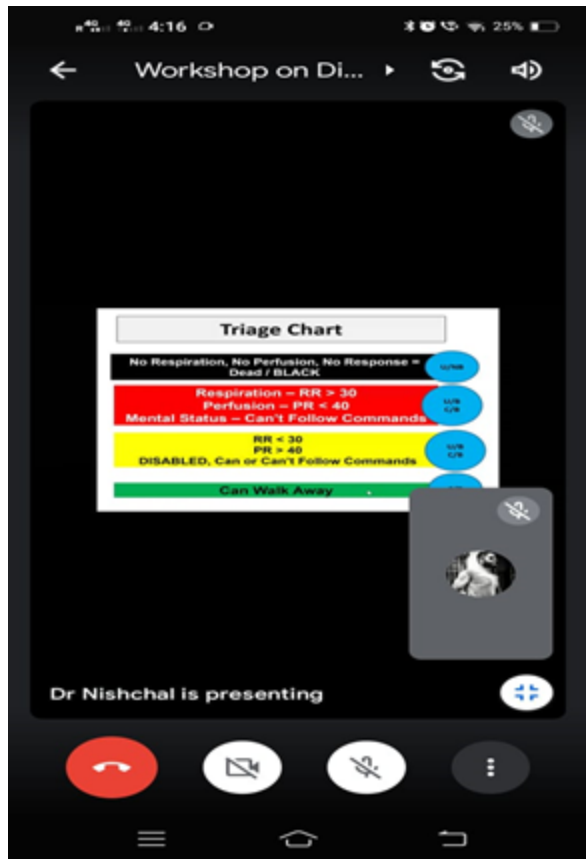 4:16
25%
Workshop on Di...
Triage Chart
No Respiration, No Perfusion, No Response =
Dead / BLACK
Respiration – RR > 30
Perfusion – PR < 40
Mental Status – Can't Follow Commands
RR < 30
PR > 40
DISABLED, Can or Can't Follow Commands
Can Walk Away
Dr Nishchal is presenting